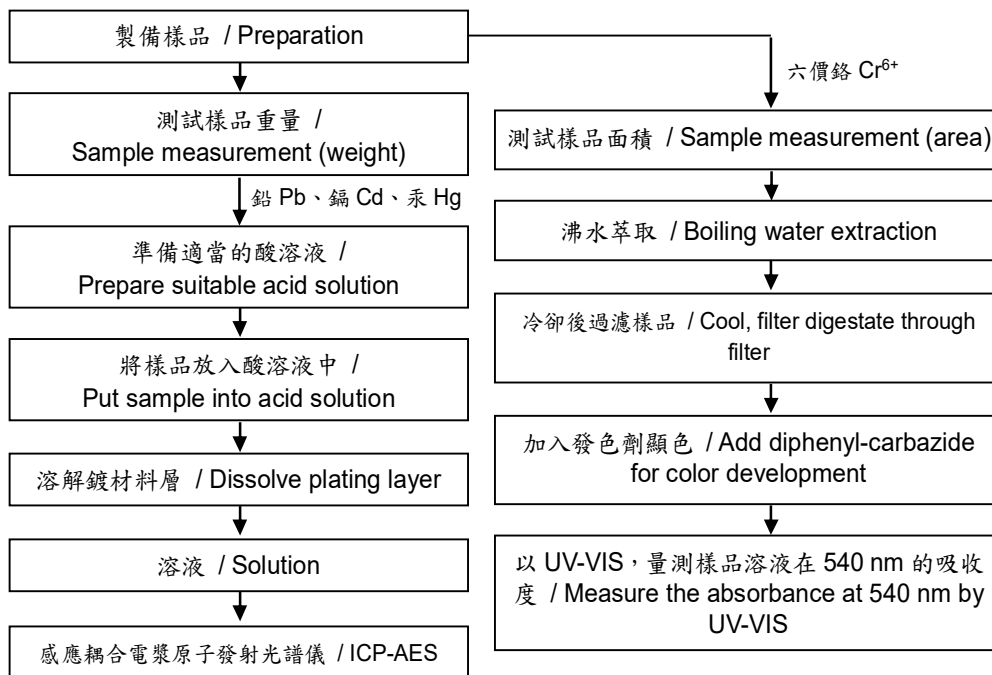 製備樣品 / Preparation
測試樣品重量 /
Sample measurement (weight)
鉛 Pb、鎘 Cd、汞 Hg
準備適當的酸溶液 /
Prepare suitable acid solution
將樣品放入酸溶液中 /
Put sample into acid solution
溶解鍍材料層 / Dissolve plating layer
溶液 / Solution
感應耦合電漿原子發射光譜儀 / ICP-AES
六價鉻 Cr⁶⁺
測試樣品面積 / Sample measurement (area)
沸水萃取 / Boiling water extraction
冷卻後過濾樣品 / Cool, filter digestate through
filter
加入發色劑顯色 / Add diphenyl-carbazide
for color development
以 UV-VIS，量測樣品溶液在 540 nm 的吸收
度 / Measure the absorbance at 540 nm by
UV-VIS